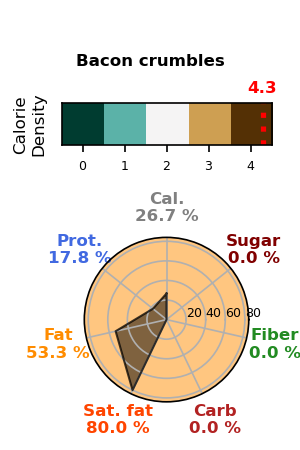 Bacon crumbles
4.3
Calorie
Density
0 1 2 3 4
Cal.
26.7 %
Prot.
17.8 %
Sugar
0.0 %
20 40 60 80
Fat
53.3 %
Fiber
0.0 %
Sat. fat
80.0 %
Carb
0.0 %